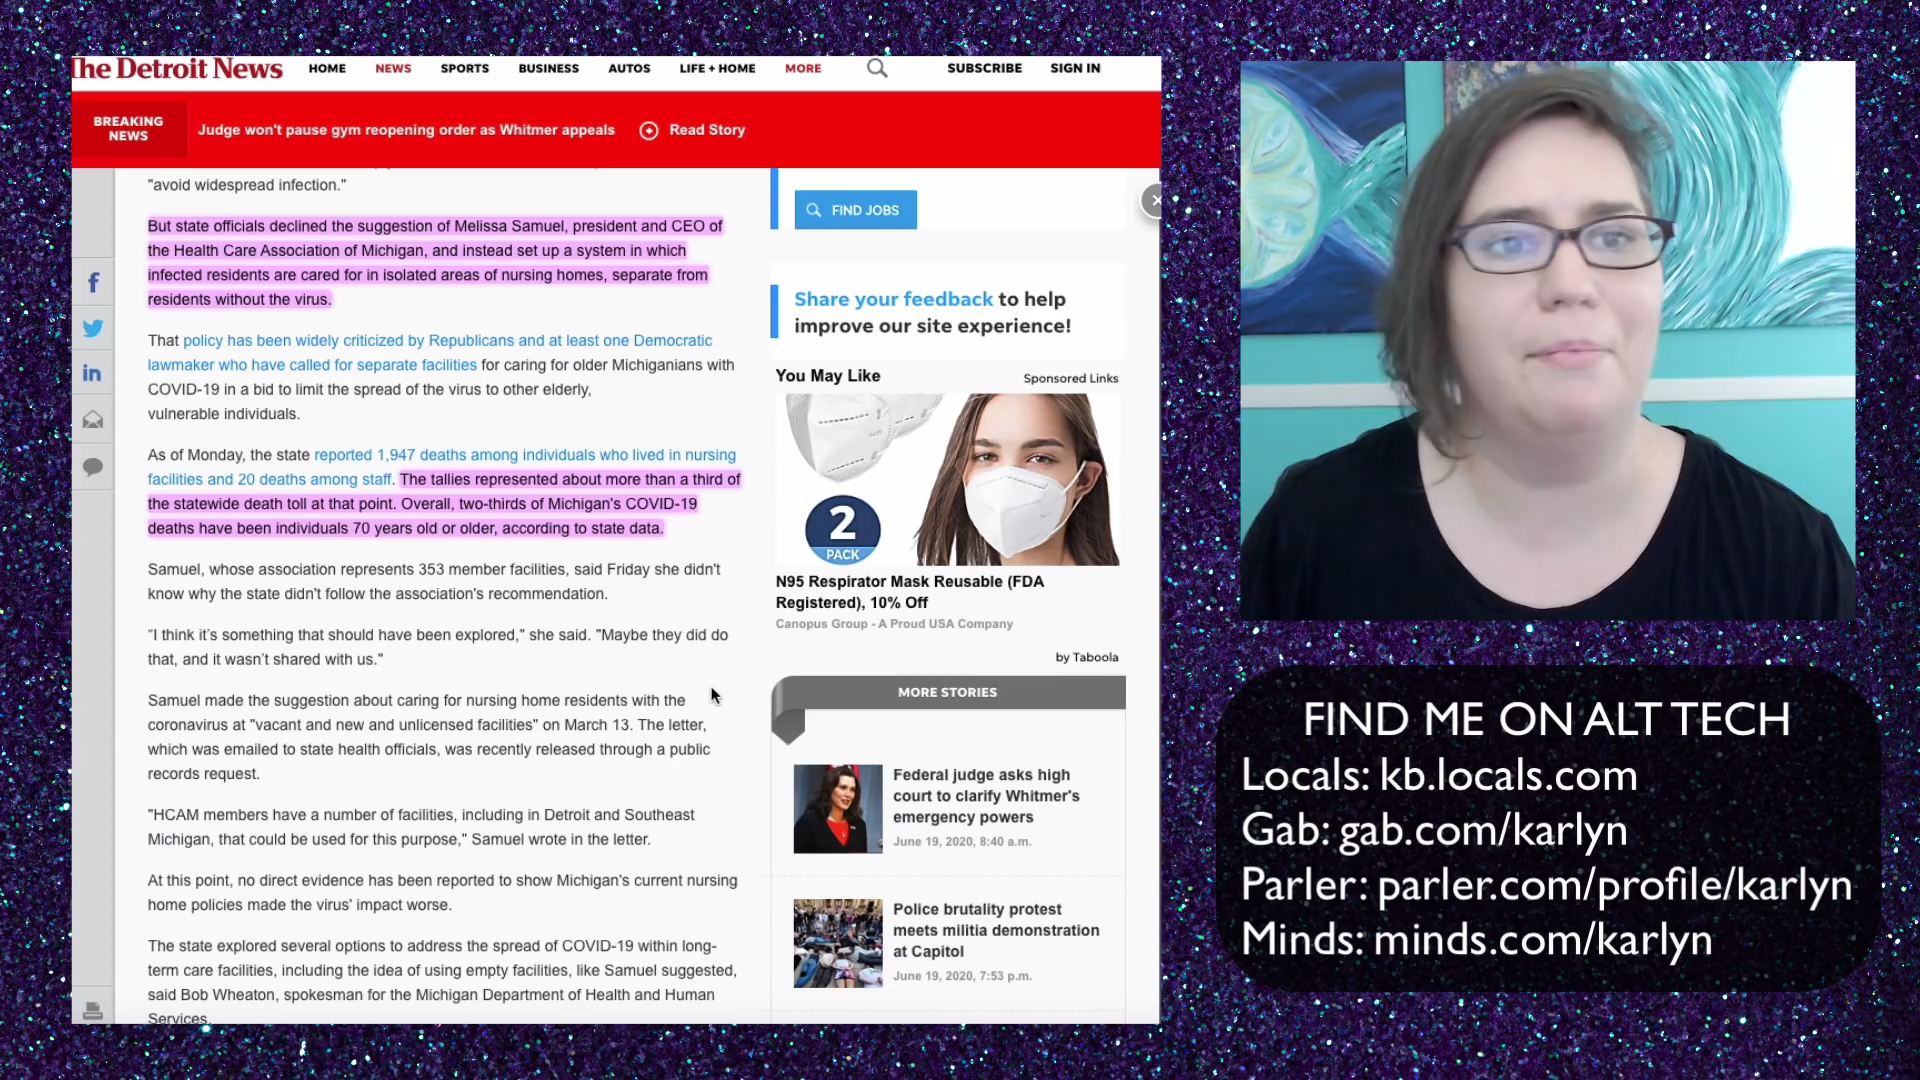 The Detroit News
HOME NEWS SPORTS BUSINESS AUTOS LIFE + HOME MORE SUBSCRIBE SIGN IN
BREAKING
NEWS
Judge won't pause gym reopening order as Whitmer appeals Read Story
"avoid widespread infection."
But state officials declined the suggestion of Melissa Samuel, president and CEO of
the Health Care Association of Michigan, and instead set up a system in which
infected residents are cared for in isolated areas of nursing homes, separate from
residents without the virus.
That policy has been widely criticized by Republicans and at least one Democratic
lawmaker who have called for separate facilities for caring for older Michiganians with
COVID-19 in a bid to limit the spread of the virus to other elderly,
vulnerable individuals.
As of Monday, the state reported 1,947 deaths among individuals who lived in nursing
facilities and 20 deaths among staff. The tallies represented about more than a third of
the statewide death toll at that point. Overall, two-thirds of Michigan's COVID-19
deaths have been individuals 70 years old or older, according to state data.
Samuel, whose association represents 353 member facilities, said Friday she didn't
know why the state didn't follow the association's recommendation.
"I think it's something that should have been explored," she said. "Maybe they did do
that, and it wasn't shared with us."
Samuel made the suggestion about caring for nursing home residents with the
coronavirus at "vacant and new and unlicensed facilities" on March 13. The letter,
which was emailed to state health officials, was recently released through a public
records request.
"HCAM members have a number of facilities, including in Detroit and Southeast
Michigan, that could be used for this purpose," Samuel wrote in the letter.
At this point, no direct evidence has been reported to show Michigan's current nursing
home policies made the virus' impact worse.
The state explored several options to address the spread of COVID-19 within long-
term care facilities, including the idea of using empty facilities, like Samuel suggested,
said Bob Wheaton, spokesman for the Michigan Department of Health and Human
Services.
FIND JOBS
Share your feedback to help
improve our site experience!
You May Like Sponsored Links
2
PACK
N95 Respirator Mask Reusable (FDA
Registered), 10% Off
Canopus Group - A Proud USA Company
by Taboola
MORE STORIES
Federal judge asks high
court to clarify Whitmer's
emergency powers
June 19, 2020, 8:40 a.m.
Police brutality protest
meets militia demonstration
at Capitol
June 19, 2020, 7:53 p.m.
FIND ME ON ALT TECH
Locals: kb.locals.com
Gab: gab.com/karlyn
Parler: parler.com/profile/karlyn
Minds: minds.com/karlyn